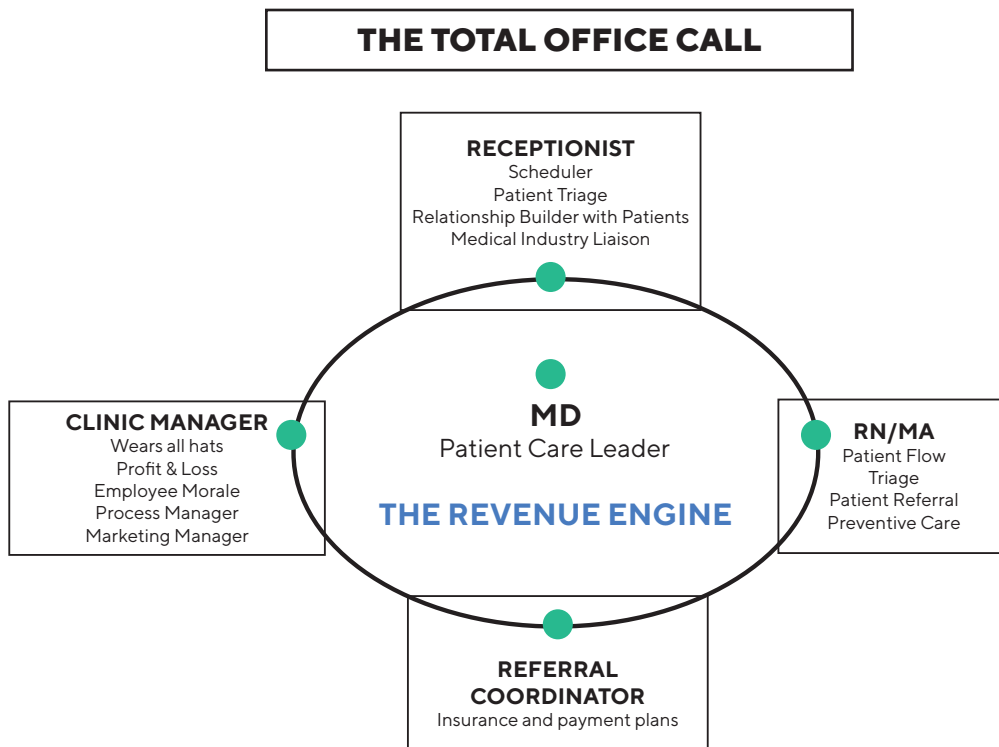 THE TOTAL OFFICE CALL
RECEPTIONIST
Scheduler
Patient Triage
Relationship Builder with Patients
Medical Industry Liaison
MD
Patient Care Leader
THE REVENUE ENGINE
CLINIC MANAGER
Wears all hats
Profit & Loss
Employee Morale
Process Manager
Marketing Manager
RN/MA
Patient Flow
Triage
Patient Referral
Preventive Care
REFERRAL
COORDINATOR
Insurance and payment plans